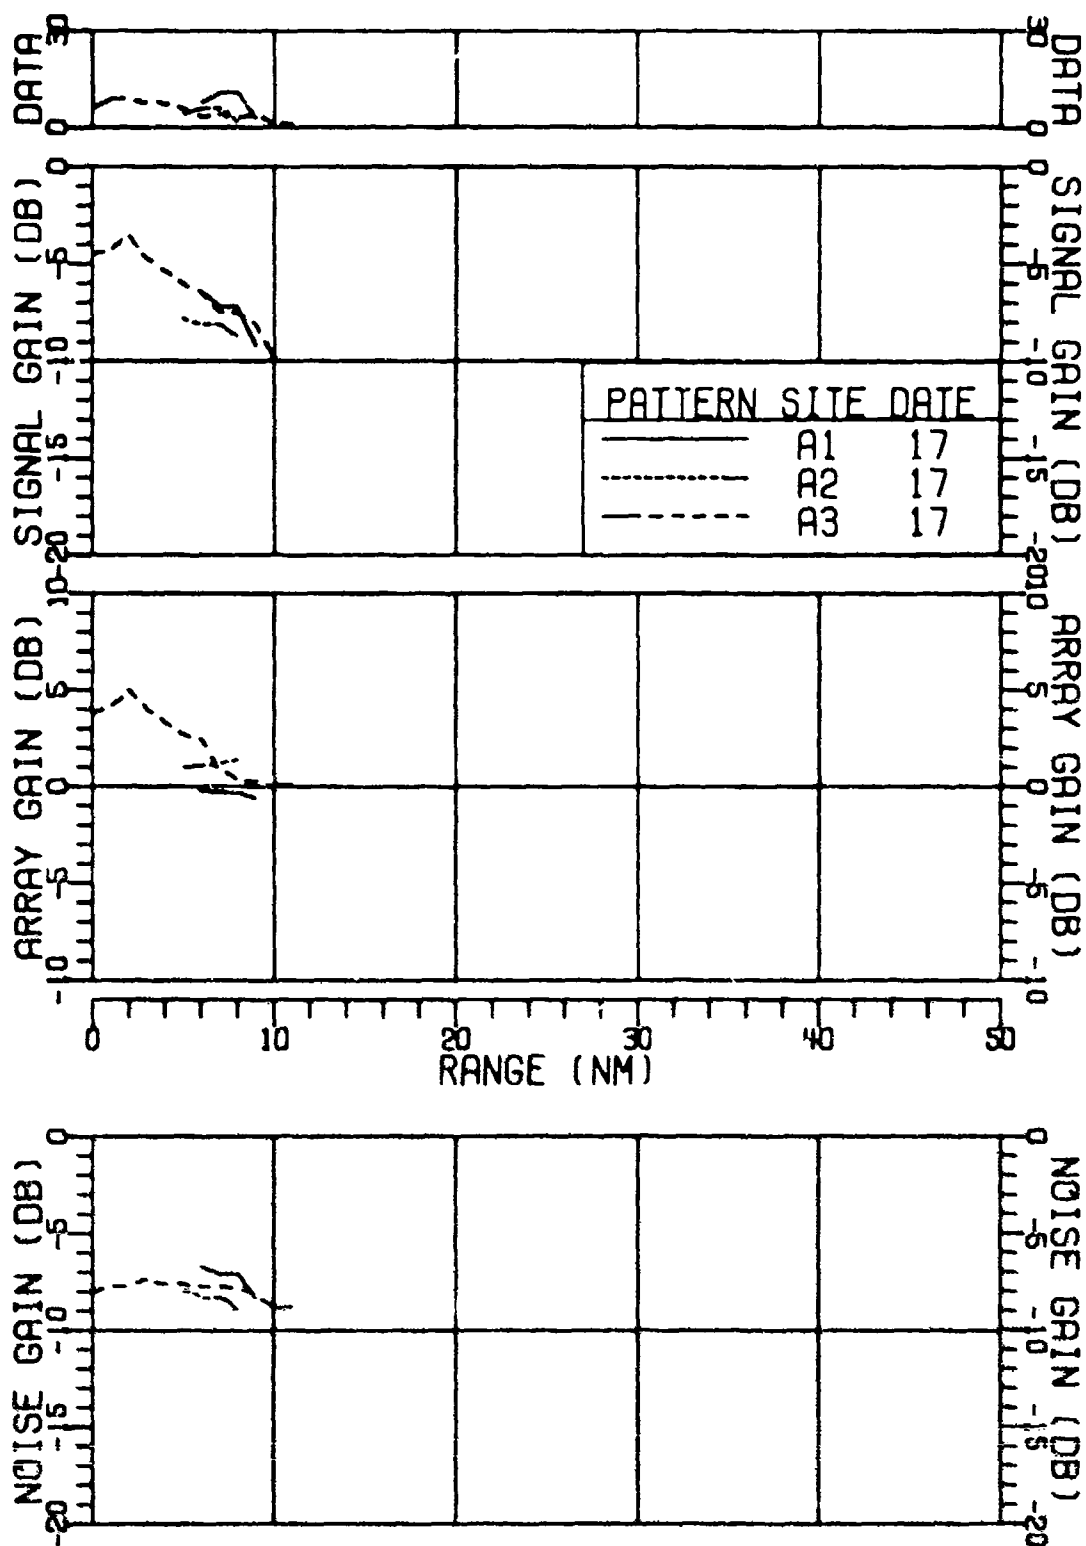 DATA
30
0
30
0
DATA
SIGNAL GAIN (DB)
0
-5
-10
-15
-20
0
-5
-10
-15
-20
SIGNAL GAIN (DB)
PATTERN SITE DATE
A1 17
A2 17
A3 17
ARRAY GAIN (DB)
10
5
0
-5
-10
10
5
0
-5
-10
ARRAY GAIN (DB)
0 10 20 30 40 50
RANGE (NM)
NOISE GAIN (DB)
0
-5
-10
-15
-20
0
-5
-10
-15
-20
NOISE GAIN (DB)